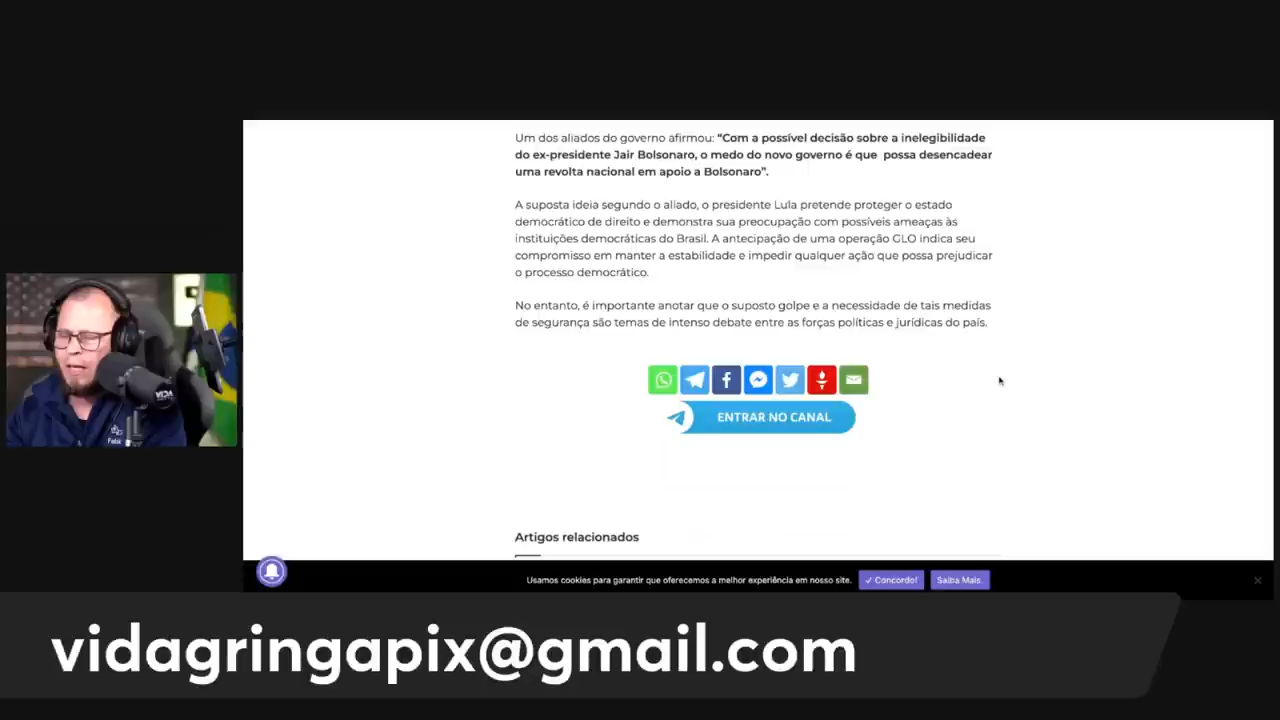 Um dos aliados do governo afirmou: “Com a possível decisão sobre a inelegibilidade
do ex-presidente Jair Bolsonaro, o medo do novo governo é que possa desencadear
uma revolta nacional em apoio a Bolsonaro”.
A suposta ideia segundo o aliado, o presidente Lula pretende proteger o estado
democrático de direito e demonstra sua preocupação com possíveis ameaças às
instituições democráticas do Brasil. A antecipação de uma operação GLO indica seu
compromisso em manter a estabilidade e impedir qualquer ação que possa prejudicar
o processo democrático.
No entanto, é importante anotar que o suposto golpe e a necessidade de tais medidas
de segurança são temas de intenso debate entre as forças políticas e jurídicas do país.
ENTRAR NO CANAL
VIDA
Artigos relacionados
Usamos cookies para garantir que oferecemos a melhor experiência em nosso site. ✓ Concordo! Saiba Mais.
vidagringapix@gmail.com